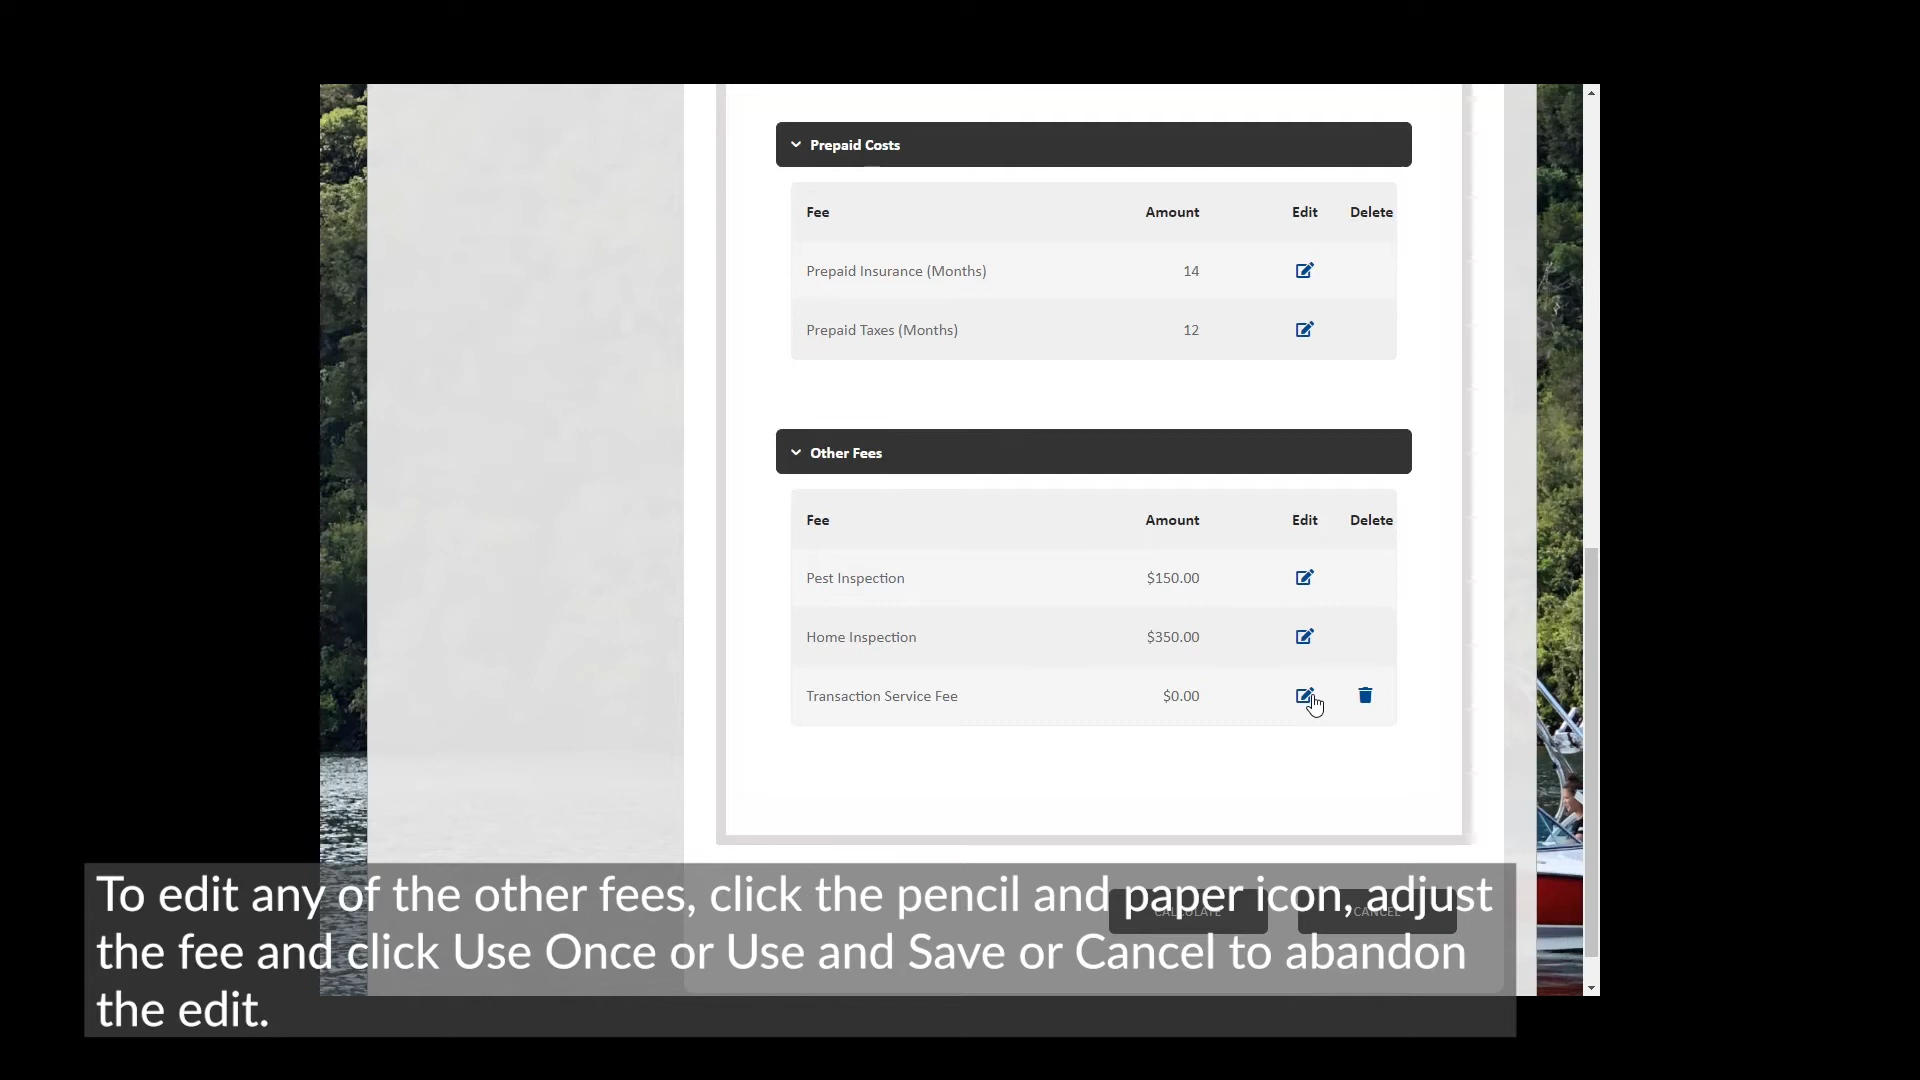 Prepaid Costs
Fee Amount Edit Delete
Prepaid Insurance (Months) 14
Prepaid Taxes (Months) 12
Other Fees
Fee Amount Edit Delete
Pest Inspection $150.00
Home Inspection $350.00
Transaction Service Fee $0.00
CALCULATE CANCEL
To edit any of the other fees, click the pencil and paper icon, adjust
the fee and click Use Once or Use and Save or Cancel to abandon
the edit.